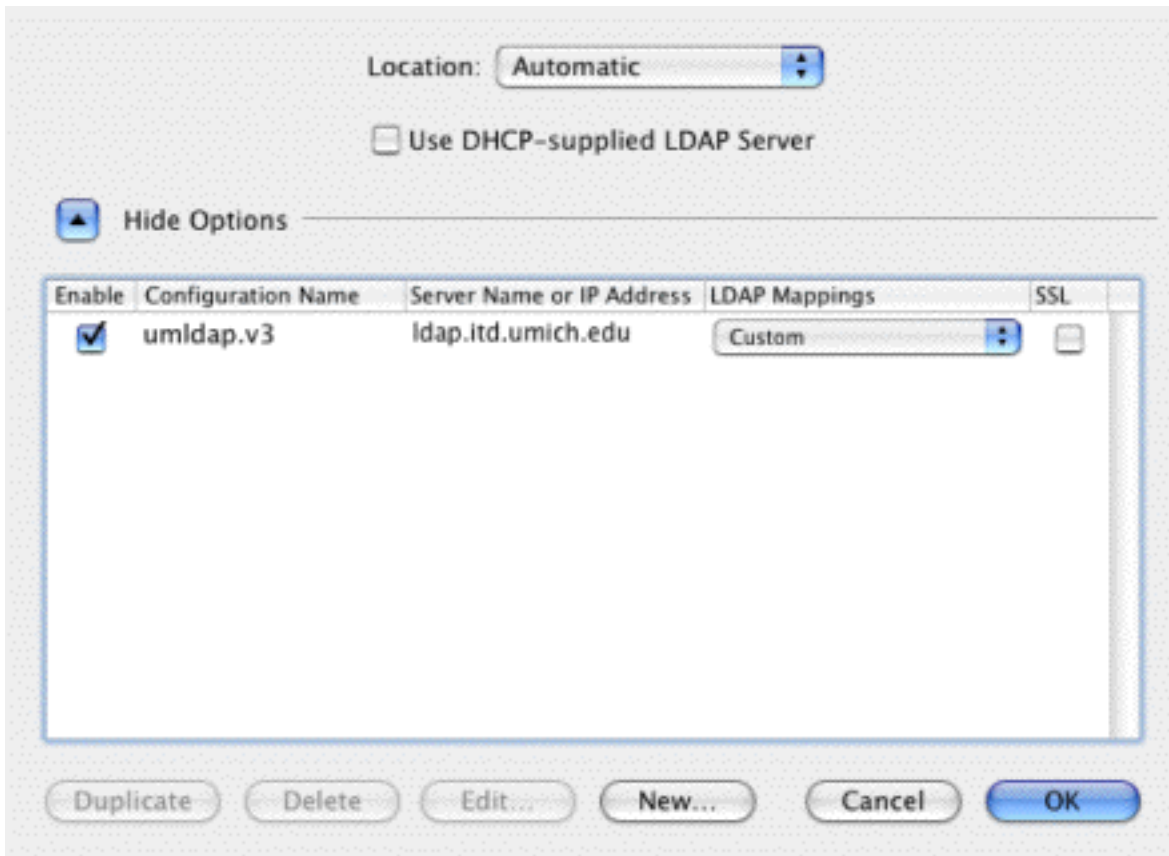 Location: Automatic
Use DHCP-supplied LDAP Server
Hide Options
Enable Configuration Name Server Name or IP Address LDAP Mappings SSL
umldap.v3 ldap.itd.umich.edu Custom
Duplicate Delete Edit... New... Cancel OK